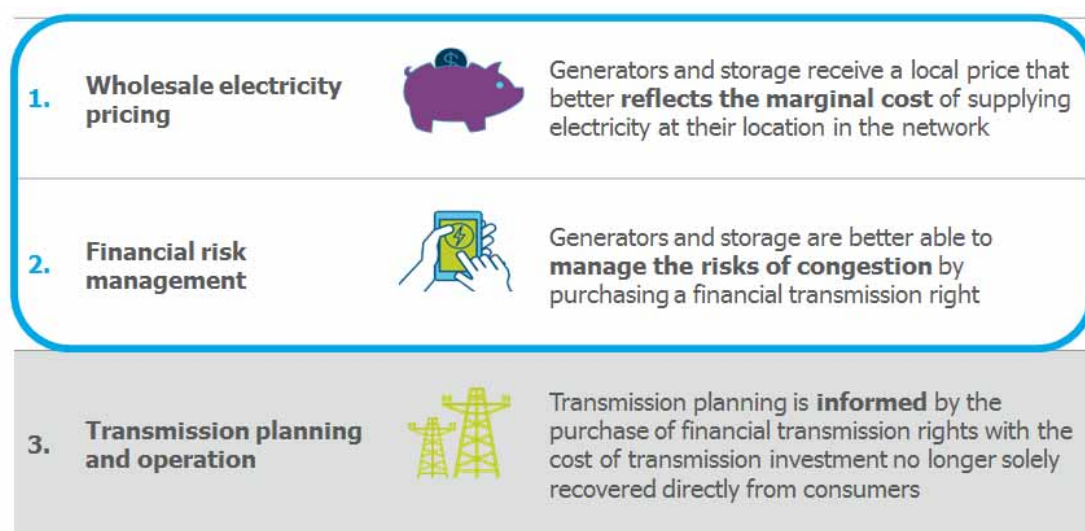 1. Wholesale electricity
pricing
$
Generators and storage receive a local price that
better reflects the marginal cost of supplying
electricity at their location in the network
2. Financial risk
management
Generators and storage are better able to
manage the risks of congestion by
purchasing a financial transmission right
3. Transmission planning
and operation
Transmission planning is informed by the
purchase of financial transmission rights with the
cost of transmission investment no longer solely
recovered directly from consumers